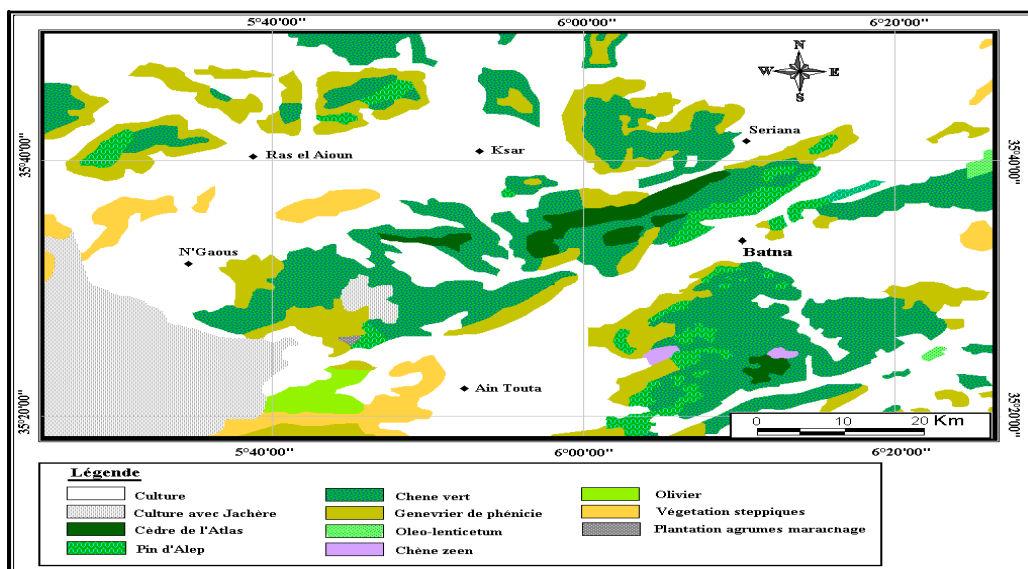 5°40'00'' 6°00'00'' 6°20'00''
N
W E
S
Seriana
35°40'00'' Ras el Aioun Ksar 35°40'00''
N'Gaous Batna
Ain Touta
35°20'00'' 35°20'00''
0 10 20 Km
5°40'00'' 6°00'00'' 6°20'00''
Légende
Culture Chene vert Olivier
Culture avec Jachère Genevrier de phénicie Végetation steppiques
Cèdre de l'Atlas Oleo-lenticetum Plantation agrumes maraichage
Pin d'Alep Chêne zeen